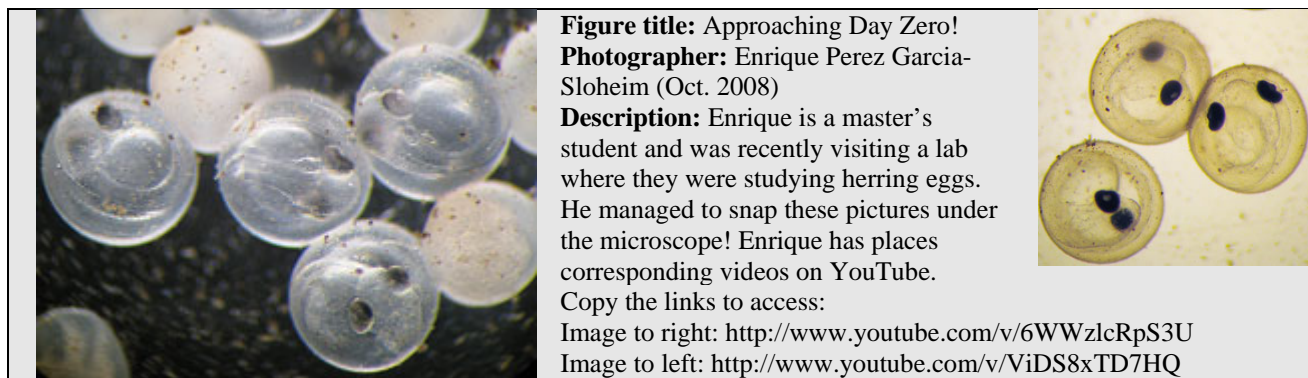 Figure title: Approaching Day Zero!
Photographer: Enrique Perez Garcia-
Sloheim (Oct. 2008)
Description: Enrique is a master's
student and was recently visiting a lab
where they were studying herring eggs.
He managed to snap these pictures under
the microscope! Enrique has places
corresponding videos on YouTube.
Copy the links to access:
Image to right: http://www.youtube.com/v/6WWzlcRpS3U
Image to left: http://www.youtube.com/v/ViDS8xTD7HQ